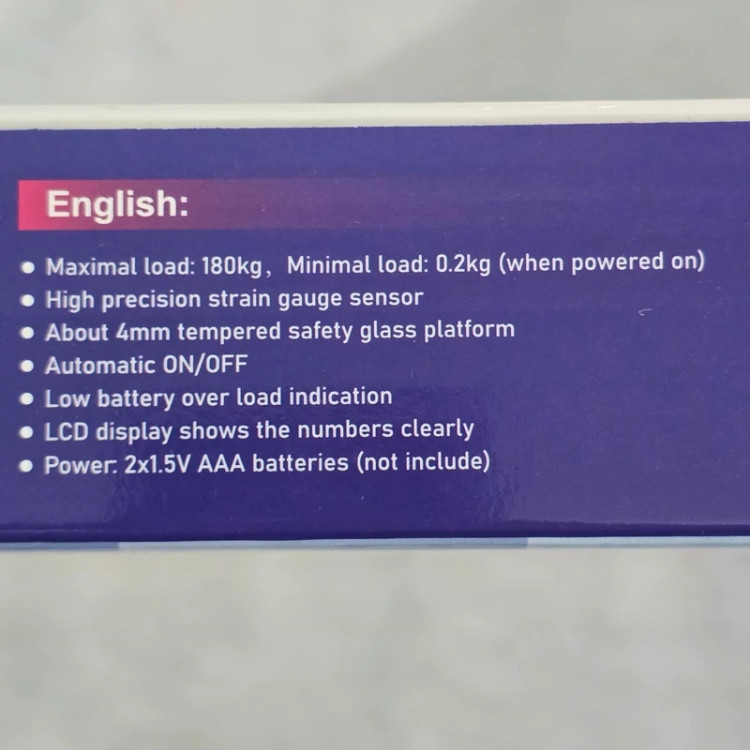 English:
● Maximal load: 180kg, Minimal load: 0.2kg (when powered on)
● High precision strain gauge sensor
● About 4mm tempered safety glass platform
● Automatic ON/OFF
● Low battery over load indication
● LCD display shows the numbers clearly
● Power: 2x1.5V AAA batteries (not include)